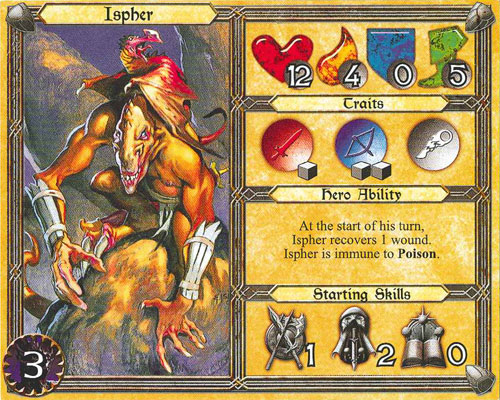 Ispher
12 4 0 5
Traits
Hero Ability
At the start of his turn,
Ispher recovers 1 wound.
Ispher is immune to Poison.
Starting Skills
1 2 0
3